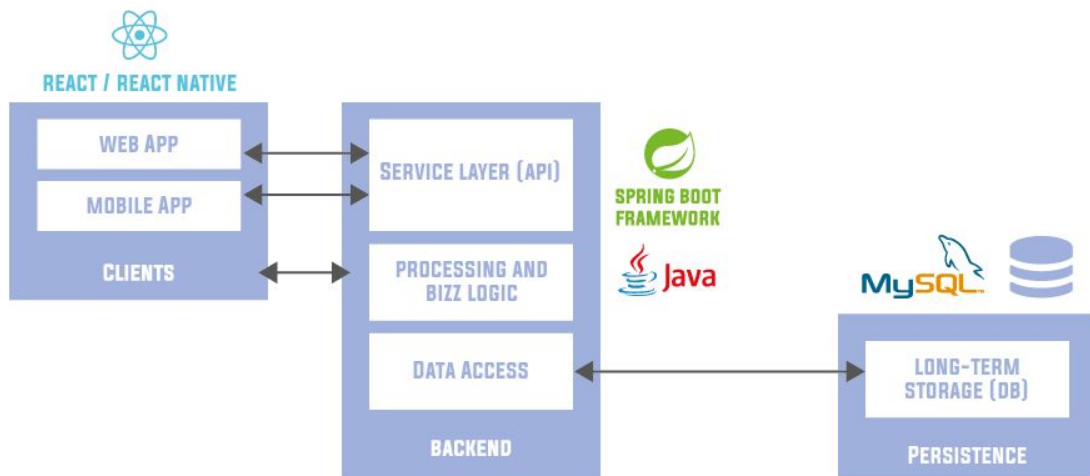 REACT / REACT NATIVE
WEB APP
MOBILE APP
CLIENTS
SERVICE LAYER (API)
PROCESSING AND
BIZZ LOGIC
DATA ACCESS
BACKEND
SPRING BOOT
FRAMEWORK
Java
MySQL™
LONG-TERM
STORAGE (DB)
PERSISTENCE